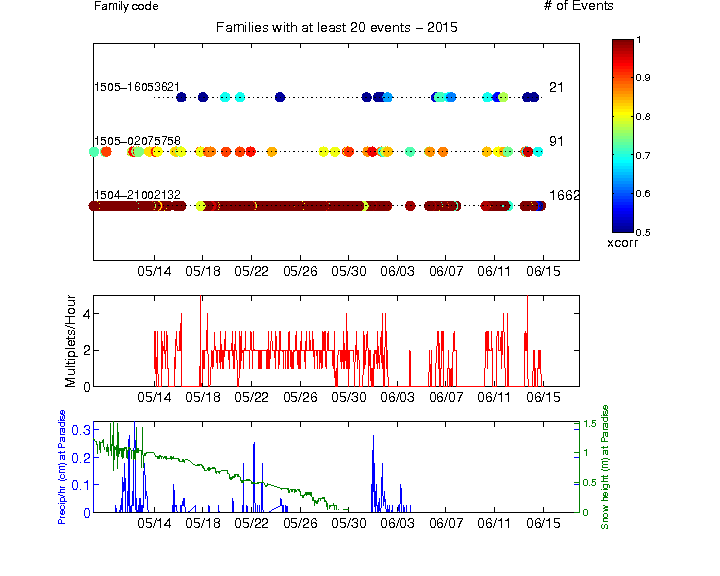 Family code
# of Events
Families with at least 20 events – 2015
1505–16053621
21
1505–02075758
91
1504–21002132
1662
05/14 05/18 05/22 05/26 05/30 06/03 06/07 06/11 06/15
1
0.9
0.8
0.7
0.6
0.5
xcorr
Multiplets/Hour
4
2
0
05/14 05/18 05/22 05/26 05/30 06/03 06/07 06/11 06/15
Precip/hr (cm) at Paradise
0.3
0.2
0.1
0
1.5
1
0.5
0
Snow height (m) at Paradise
05/14 05/18 05/22 05/26 05/30 06/03 06/07 06/11 06/15